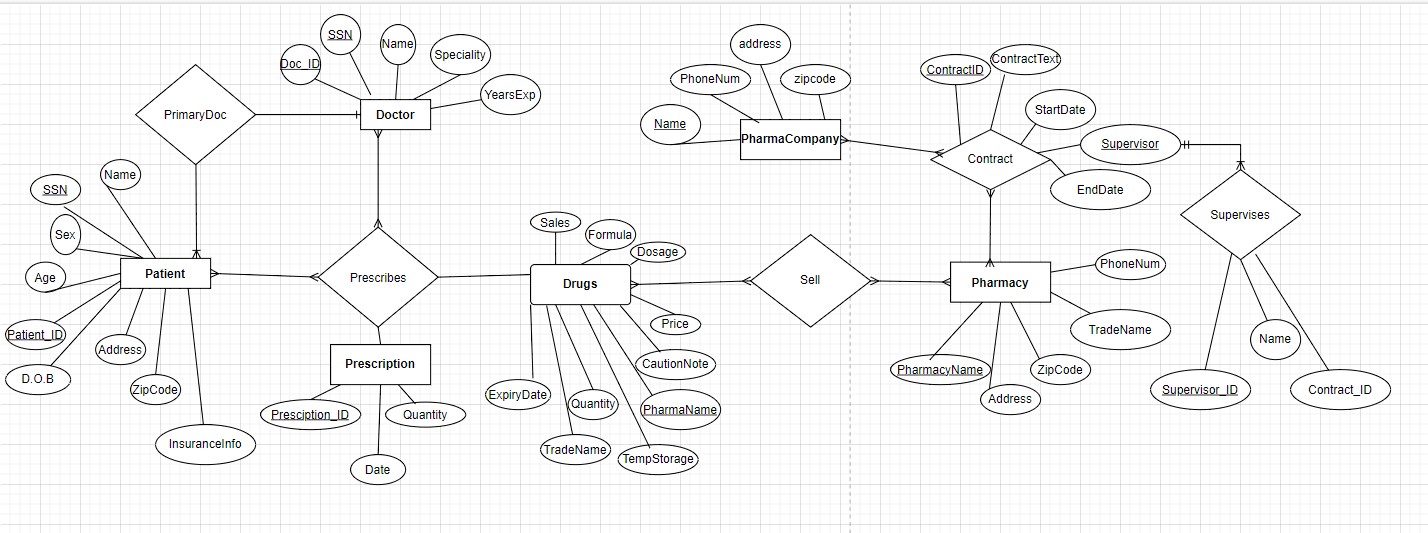 SSN
Name
Doc_ID
Speciality
YearsExp
Doctor
PrimaryDoc
address
PhoneNum
zipcode
Name
PharmaCompany
ContractID
ContractText
StartDate
Supervisor
Contract
EndDate
Supervises
Name
SSN
Sex
Age
Patient
Patient_ID
D.O.B
Address
ZipCode
InsuranceInfo
Prescribes
Prescription
Presciption_ID
Quantity
Date
Sales
Formula
Dosage
Drugs
Price
CautionNote
ExpiryDate
Quantity
PharmaName
TradeName
TempStorage
Sell
Pharmacy
PhoneNum
TradeName
PharmacyName
ZipCode
Address
Name
Supervisor_ID
Contract_ID